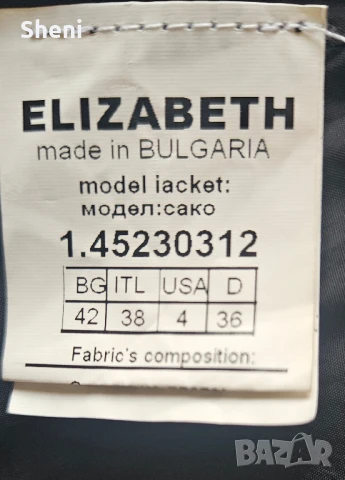 Sheni
ELIZABETH
made in BULGARIA
model iacket:
модел:сако
1.45230312
BG ITL USA D
42 38 4 36
Fabric's composition:
BAZAR